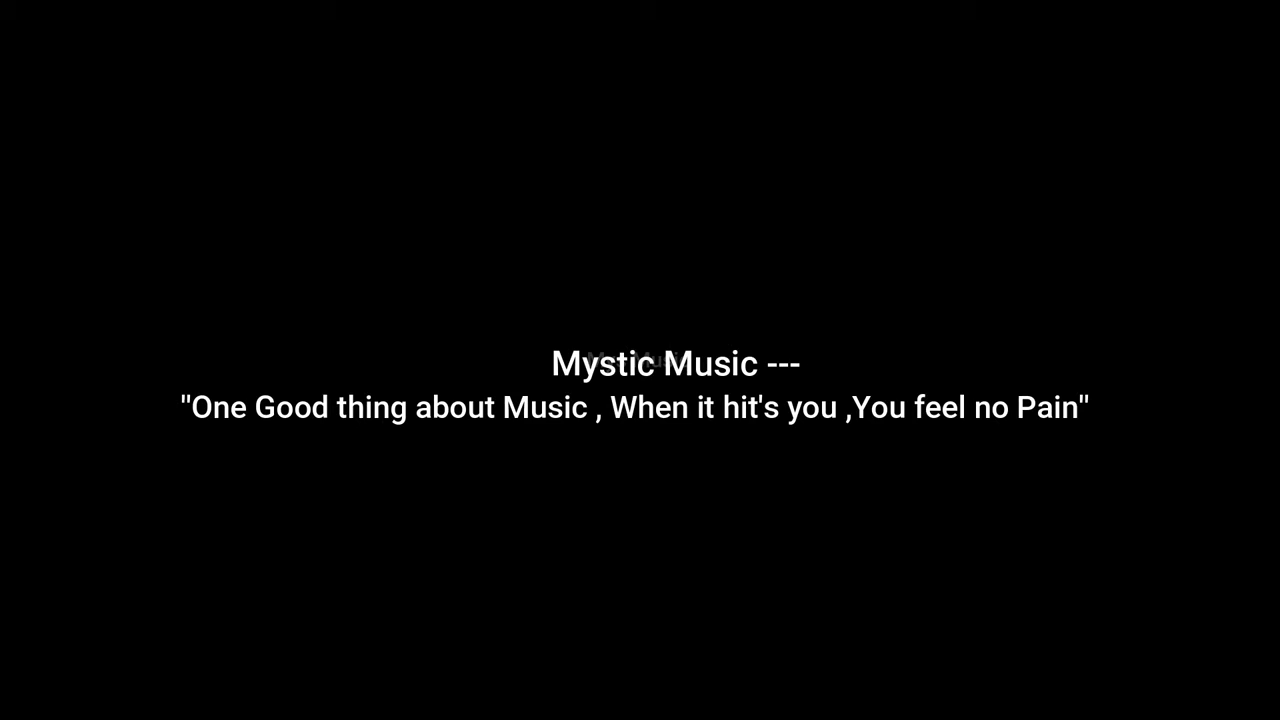 Mystic Music ---
"One Good thing about Music , When it hit's you ,You feel no Pain"